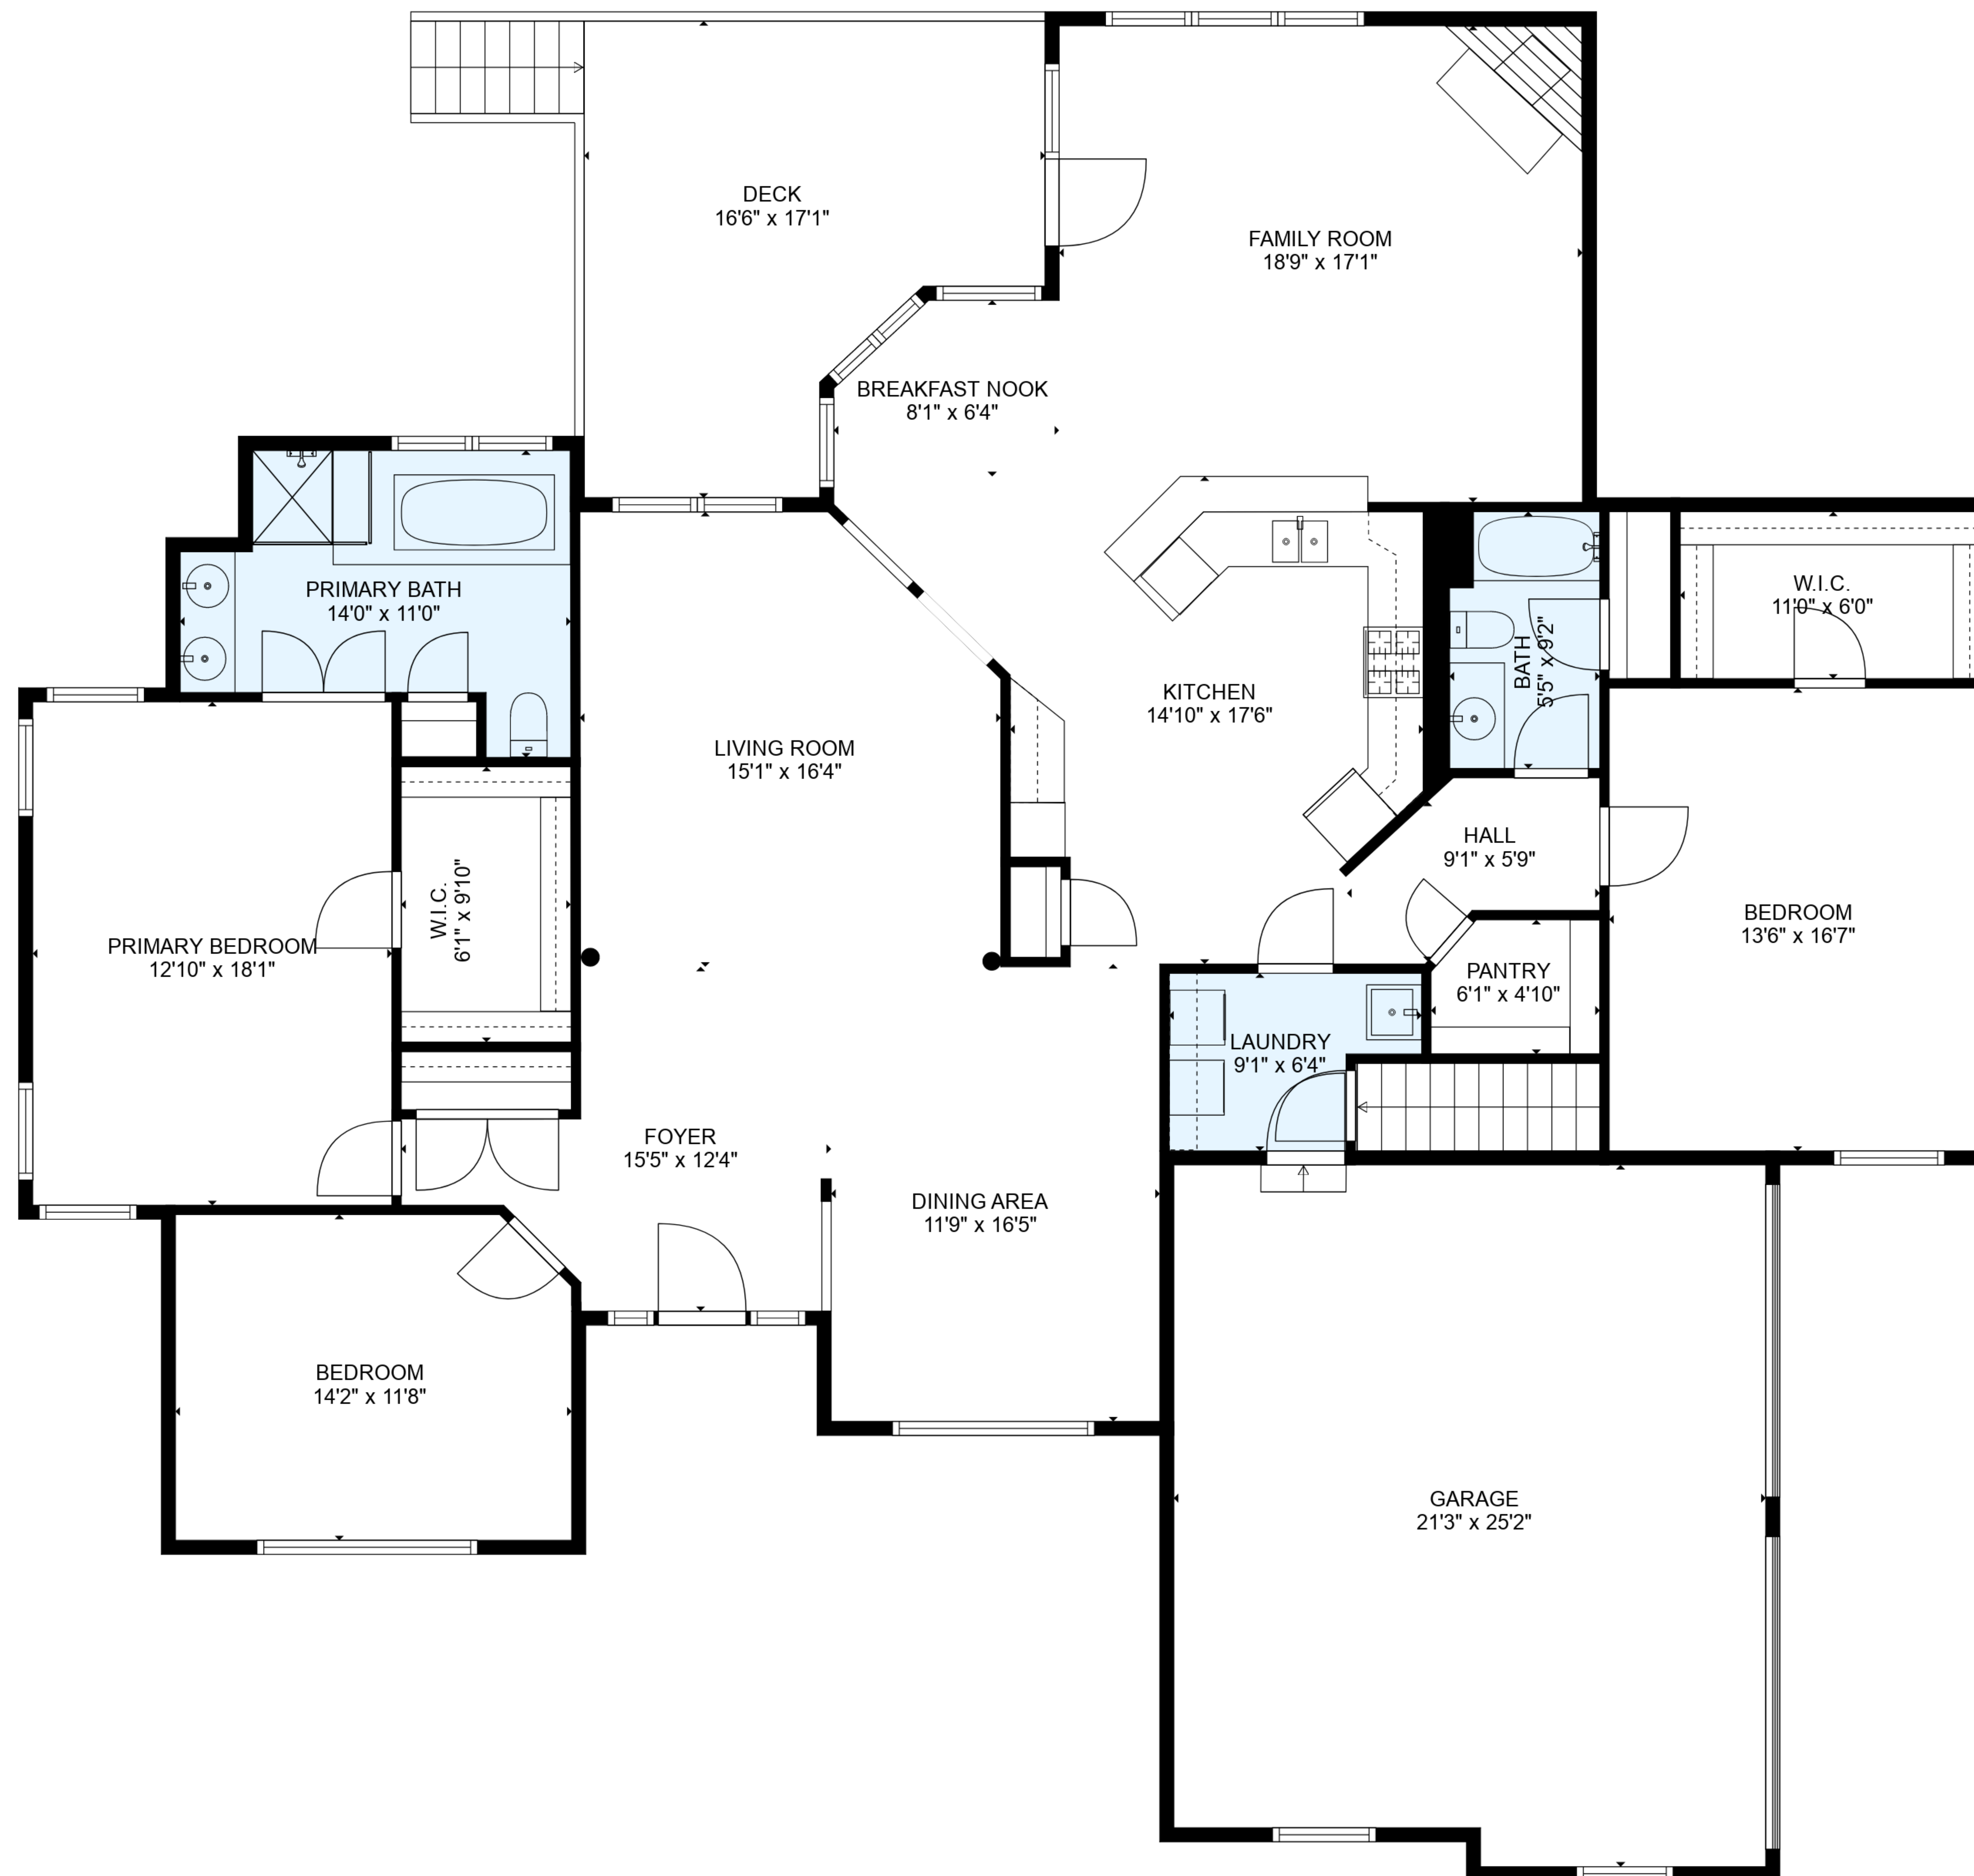 DECK
16'6" x 17'1"
FAMILY ROOM
18'9" x 17'1"
BREAKFAST NOOK
8'1" x 6'4"
PRIMARY BATH
14'0" x 11'0"
W.I.C.
11'0" x 6'0"
BATH
5'5" x 9'2"
KITCHEN
14'10" x 17'6"
LIVING ROOM
15'1" x 16'4"
HALL
9'1" x 5'9"
W.I.C.
6'1" x 9'10"
BEDROOM
13'6" x 16'7"
PRIMARY BEDROOM
12'10" x 18'1"
PANTRY
6'1" x 4'10"
LAUNDRY
9'1" x 6'4"
FOYER
15'5" x 12'4"
DINING AREA
11'9" x 16'5"
BEDROOM
14'2" x 11'8"
GARAGE
21'3" x 25'2"